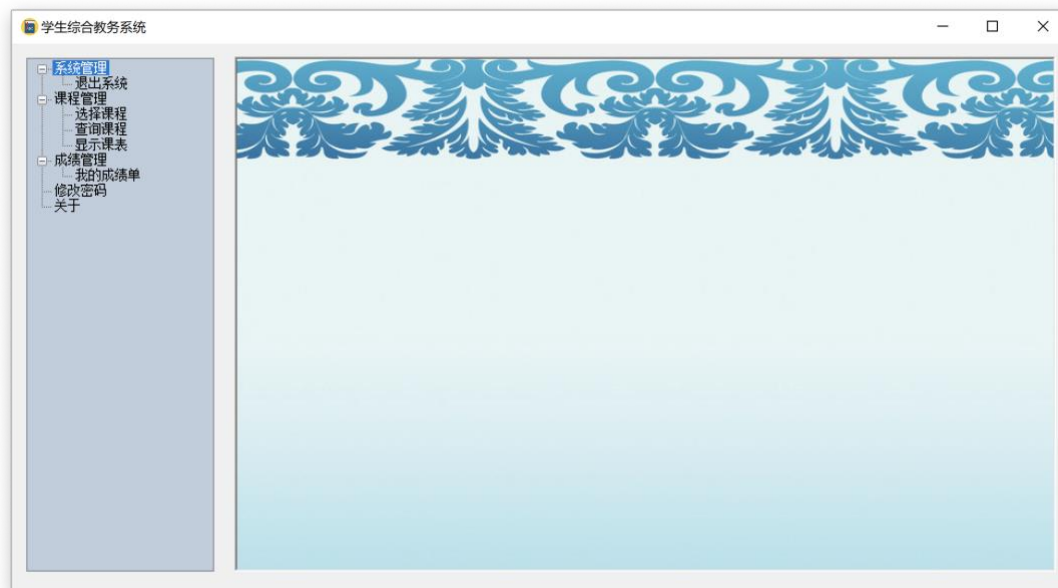 学生综合教务系统
系统管理
退出系统
课程管理
选择课程
查询课程
显示课表
成绩管理
我的成绩单
修改密码
关于